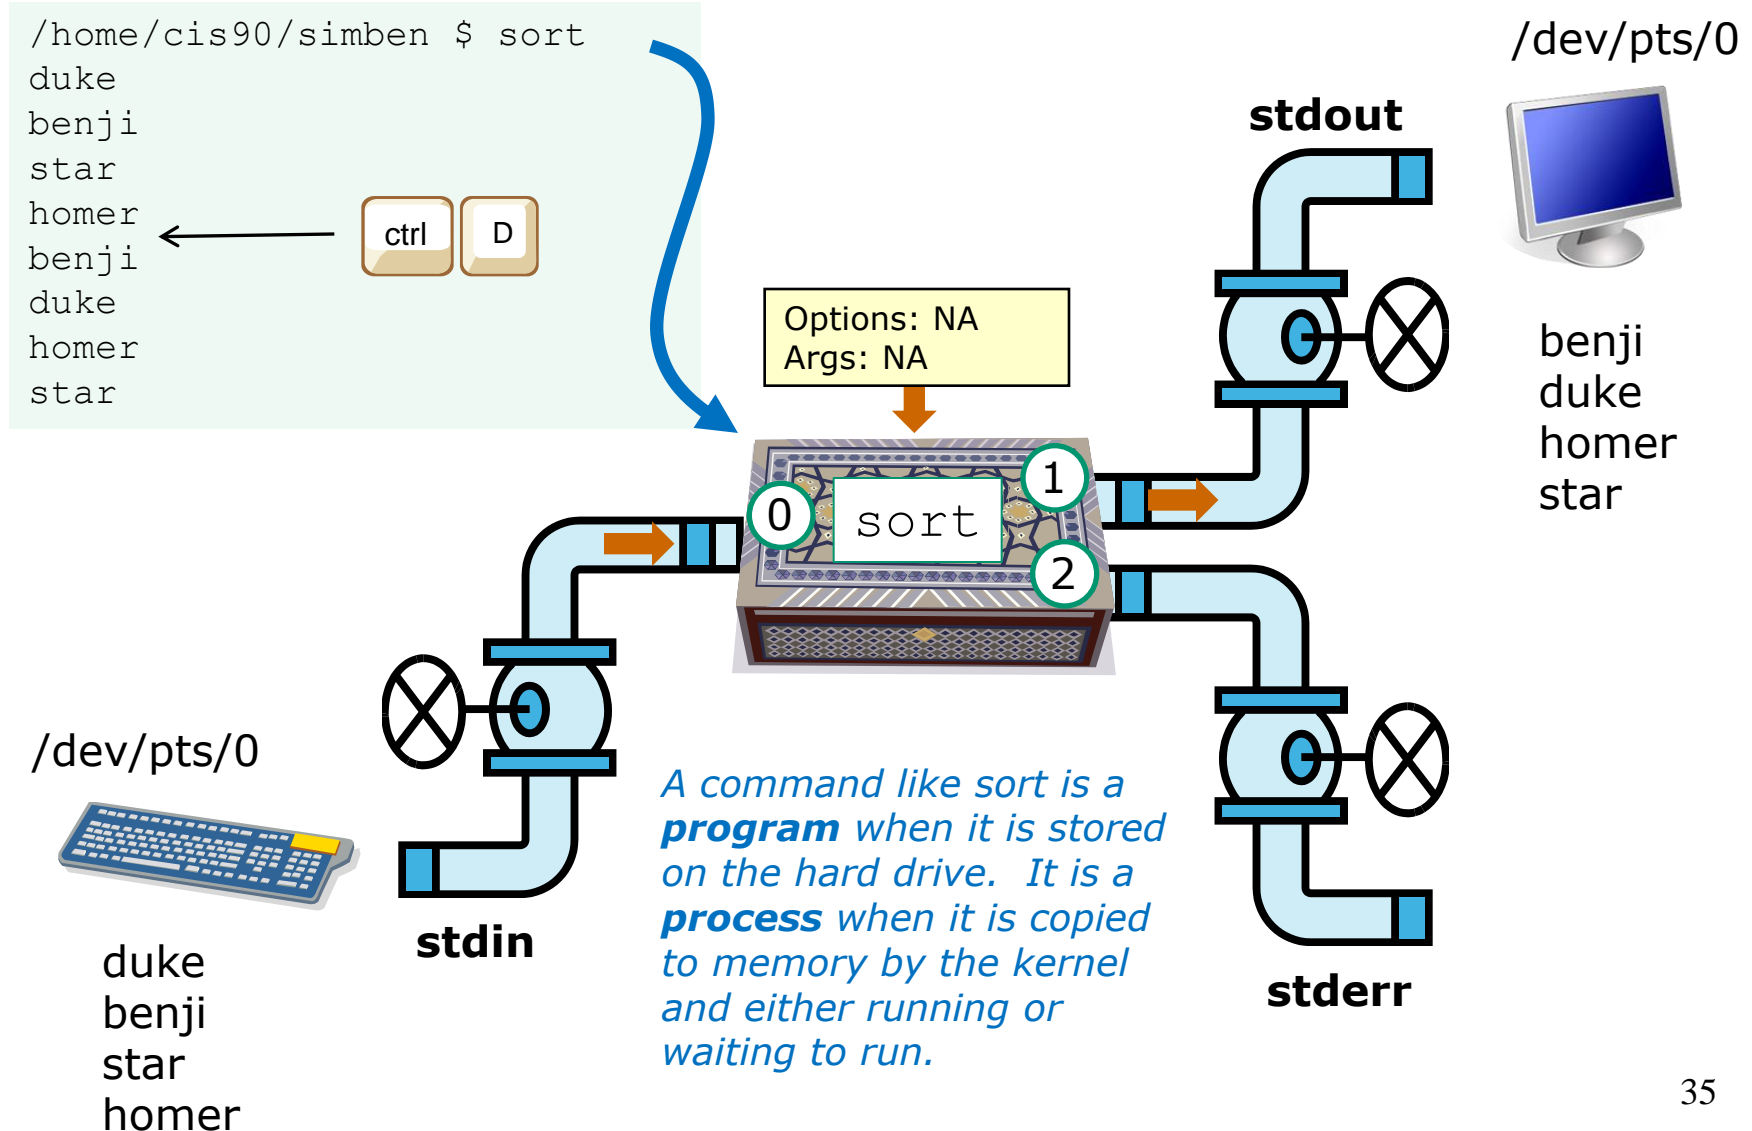 /home/cis90/simben $ sort
duke
benji
star
homer
benji
duke
homer
star
ctrl
D
Options: NA
Args: NA
stdout
/dev/pts/0
benji
duke
homer
star
0
sort
1
2
/dev/pts/0
stdin
duke
benji
star
homer
A command like sort is a
program when it is stored
on the hard drive.  It is a
process when it is copied
to memory by the kernel
and either running or
waiting to run.
stderr
35